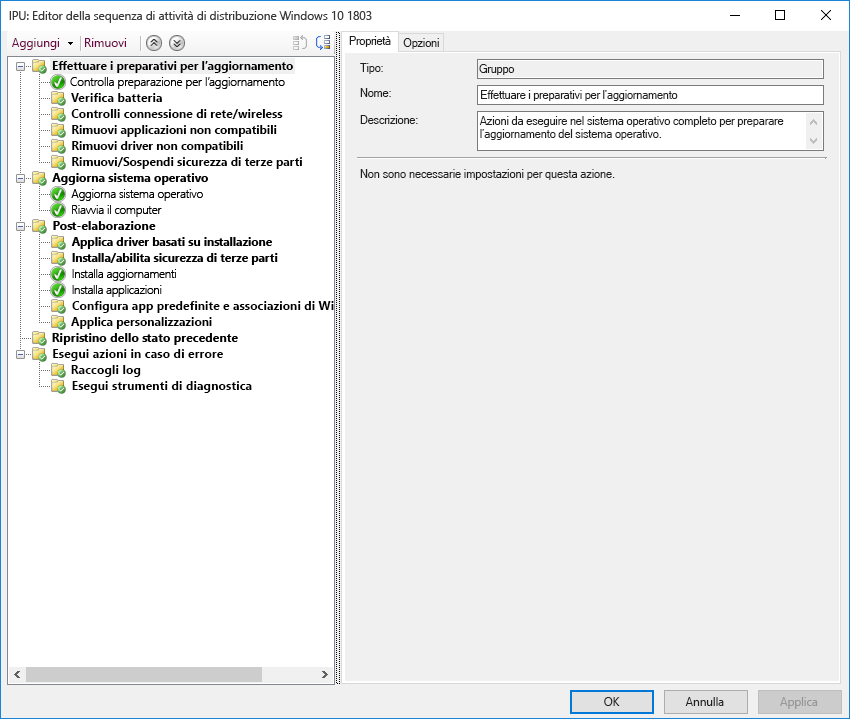 IPU: Editor della sequenza di attività di distribuzione Windows 10 1803
Aggiungi
Rimuovi
Effettuare i preparativi per l'aggiornamento
Controlla preparazione per l'aggiornamento
Verifica batteria
Controlli connessione di rete/wireless
Rimuovi applicazioni non compatibili
Rimuovi driver non compatibili
Rimuovi/Sospendi sicurezza di terze parti
Aggiorna sistema operativo
Aggiorna sistema operativo
Riavvia il computer
Post-elaborazione
Applica driver basati su installazione
Installa/abilita sicurezza di terze parti
Installa aggiornamenti
Installa applicazioni
Configura app predefinite e associazioni di Wi
Applica personalizzazioni
Ripristino dello stato precedente
Esegui azioni in caso di errore
Raccogli log
Esegui strumenti di diagnostica
Proprietà
Opzioni
Tipo:
Gruppo
Nome:
Effettuare i preparativi per l'aggiornamento
Descrizione:
Azioni da eseguire nel sistema operativo completo per preparare
l'aggiornamento del sistema operativo.
Non sono necessarie impostazioni per questa azione.
OK
Annulla
Applica